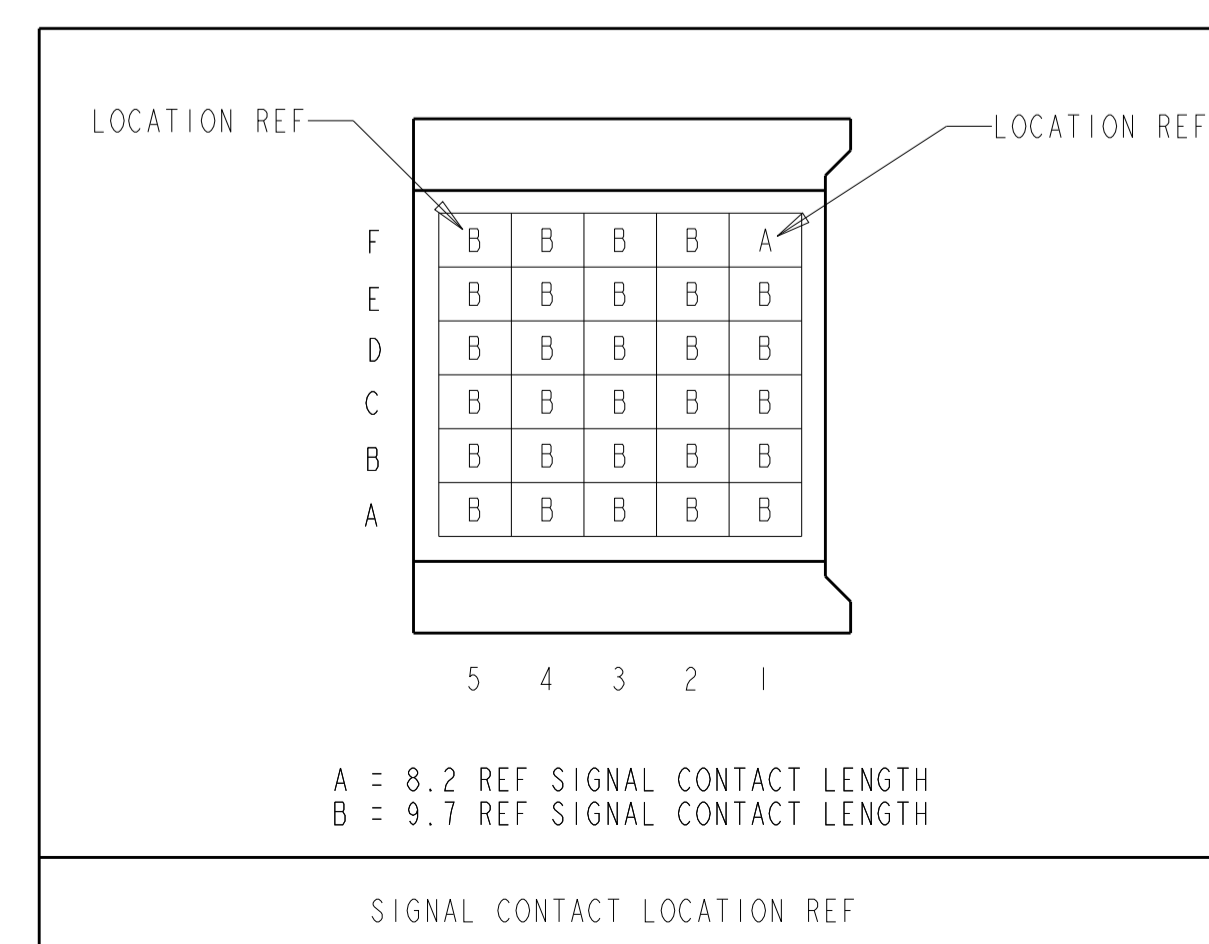 LOCATION REF
LOCATION REF
F B B B B A
E B B B B B
D B B B B B
C B B B B B
B B B B B B
A B B B B B
5 4 3 2 1
A = 8.2 REF SIGNAL CONTACT LENGTH
B = 9.7 REF SIGNAL CONTACT LENGTH
SIGNAL CONTACT LOCATION REF